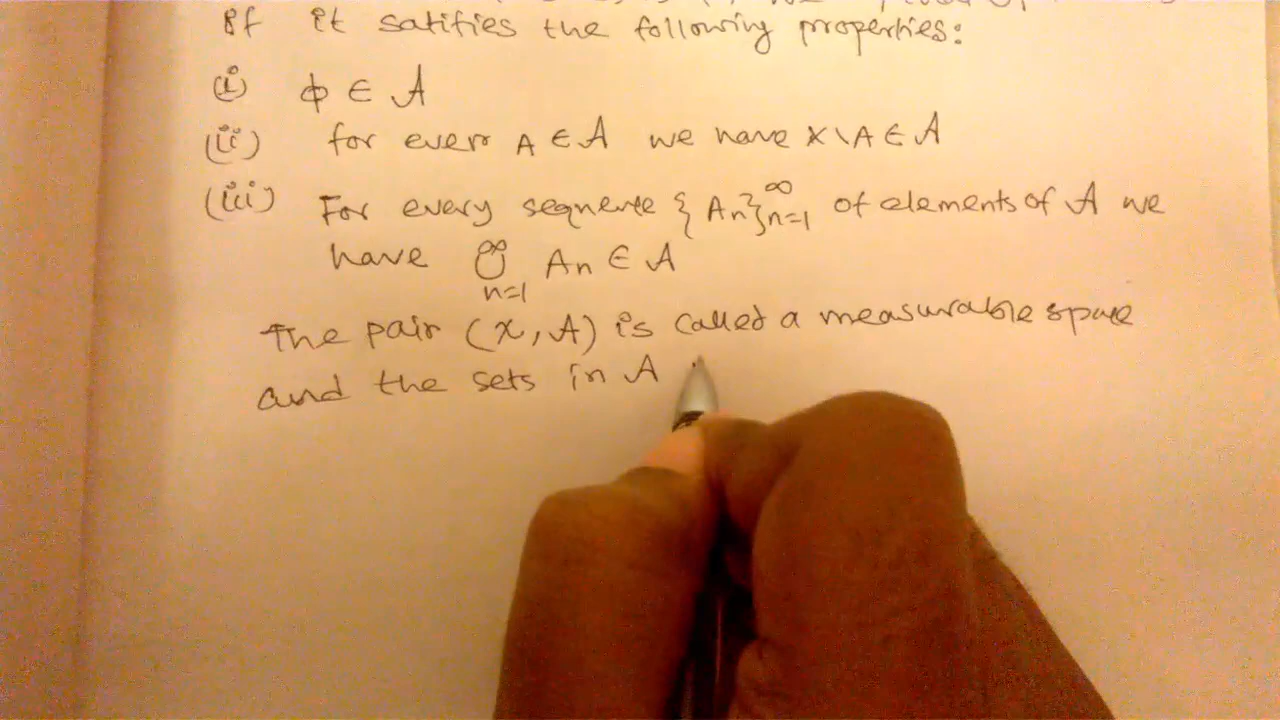 if it satifies the following properties:
(i) ϕ ∈ 𝒜
(ii) for everr A ∈ 𝒜 we have X \ A ∈ 𝒜
(iii) For every sequence {An}∞n=1 of elements of 𝒜 we
have ∞∪n=1 An ∈ 𝒜
The pair (X, 𝒜) is called a measurable space
and the sets in 𝒜